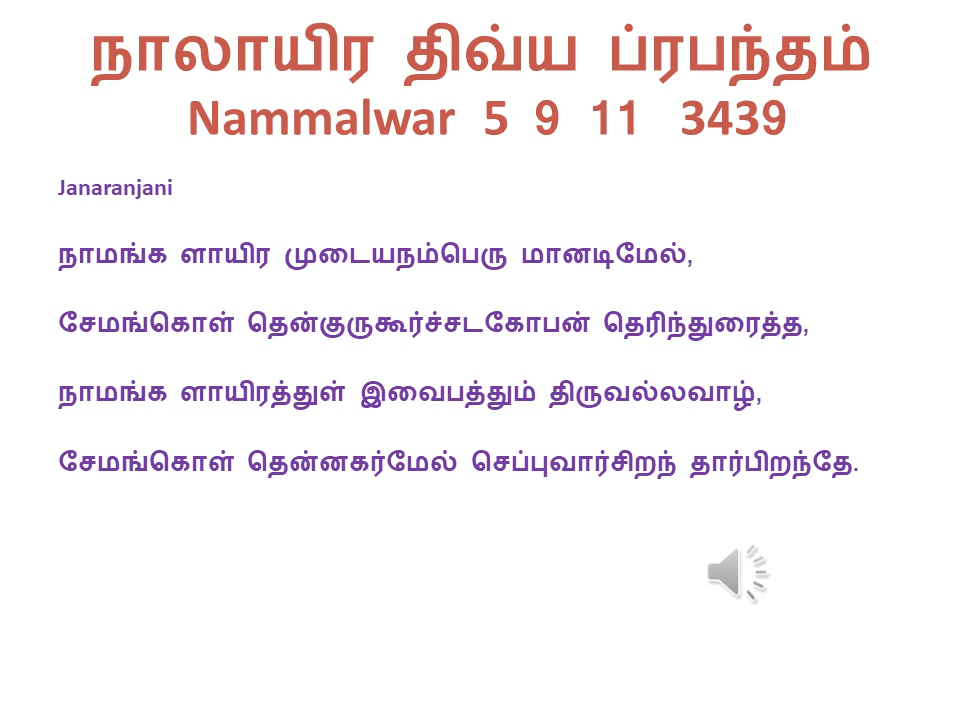 நாலாயிர திவ்ய ப்ரபந்தம்
Nammalwar 5 9 11 3439
Janaranjani
நாமங்க ளாயிர முடையநம்பெரு மானடிமேல்,
சேமங்கொள் தென்குருகூர்ச்சடகோபன் தெரிந்துரைத்த,
நாமங்க ளாயிரத்துள் இவைபத்தும் திருவல்லவாழ்,
சேமங்கொள் தென்னகர்மேல் செப்புவார்சிறந் தார்பிறந்தே.